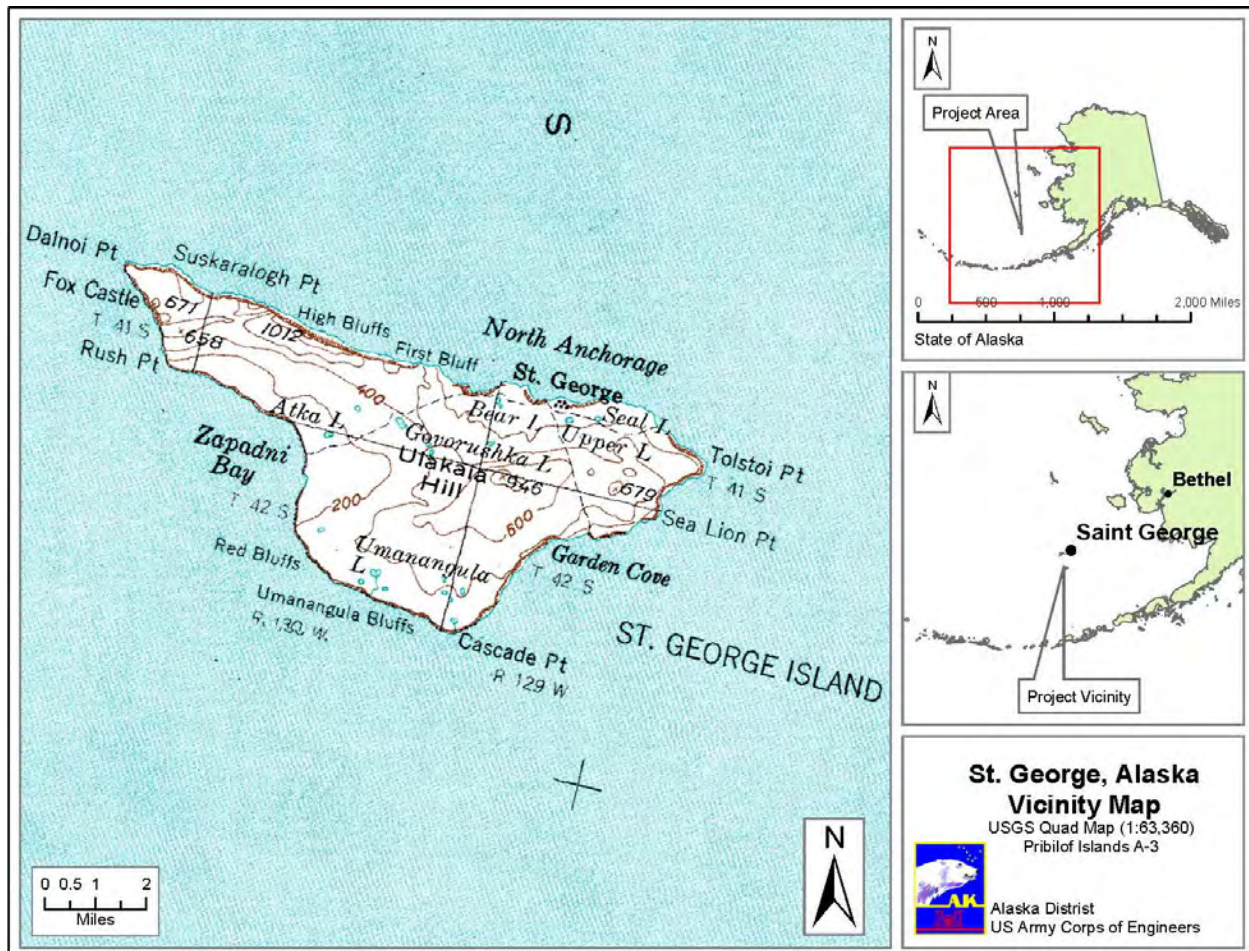 S
Dalnoi Pt
Suskaralogh Pt
Fox Castle
671
T 41 S
658
1012
High Bluffs
First Bluff
North Anchorage
St. George
Rush Pt
400
Atka L
Bear L
Seal L
Govorushka L
Upper L
Tolstoi Pt
T 41 S
Zapadni
Bay
Ulakaia
Hill
946
679
T 42 S
200
600
Sea Lion Pt
Umanangula
L
Garden Cove
T 42 S
Red Bluffs
Umanangula Bluffs
R 130 W
Cascade Pt
R 129 W
ST. GEORGE ISLAND
0 0.5 1 2
Miles
N
N
Project Area
0 500 1,000 2,000 Miles
State of Alaska
N
Bethel
Saint George
Project Vicinity
St. George, Alaska
Vicinity Map
USGS Quad Map (1:63,360)
Pribilof Islands A-3
AK
Alaska District
US Army Corps of Engineers